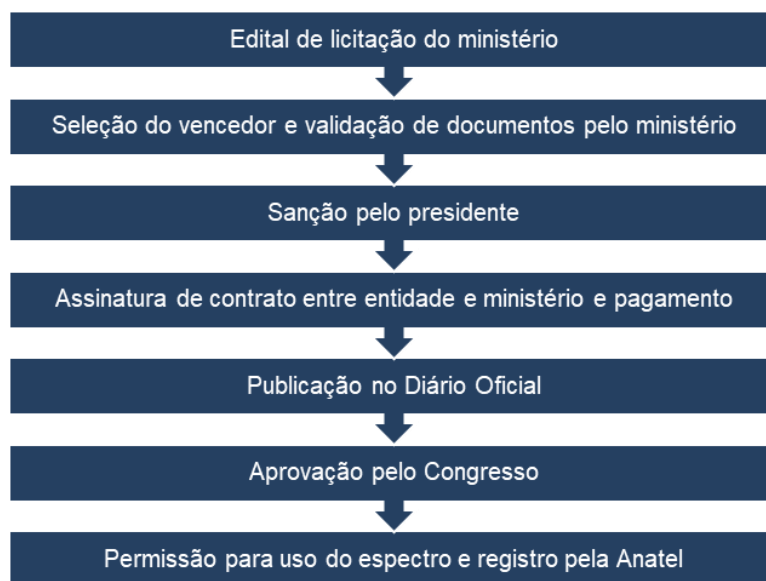 Edital de licitação do ministério
Seleção do vencedor e validação de documentos pelo ministério
Sanção pelo presidente
Assinatura de contrato entre entidade e ministério e pagamento
Publicação no Diário Oficial
Aprovação pelo Congresso
Permissão para uso do espectro e registro pela Anatel